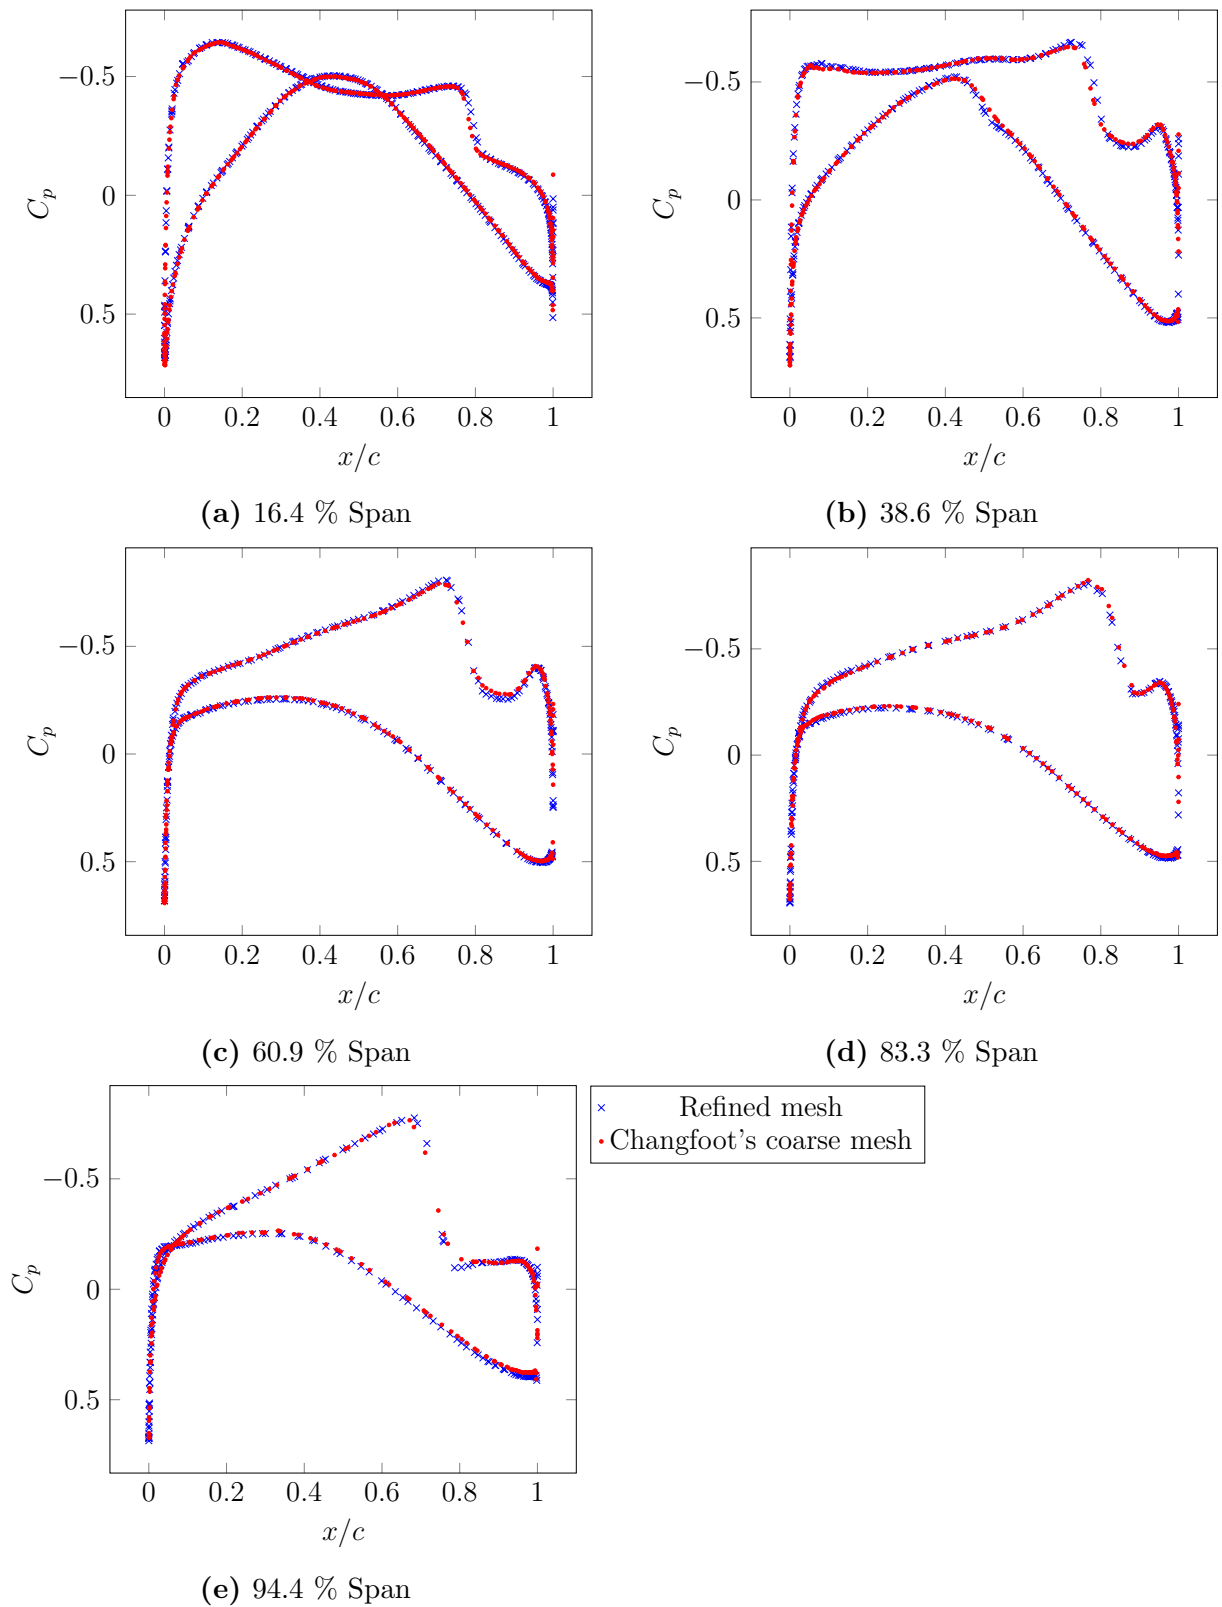 −0.5
0
0.5
C_p
0 0.2 0.4 0.6 0.8 1
x/c
(a) 16.4 % Span
−0.5
0
0.5
C_p
0 0.2 0.4 0.6 0.8 1
x/c
(b) 38.6 % Span
−0.5
0
0.5
C_p
0 0.2 0.4 0.6 0.8 1
x/c
(c) 60.9 % Span
−0.5
0
0.5
C_p
0 0.2 0.4 0.6 0.8 1
x/c
(d) 83.3 % Span
−0.5
0
0.5
C_p
0 0.2 0.4 0.6 0.8 1
x/c
(e) 94.4 % Span
Refined mesh
Changfoot's coarse mesh